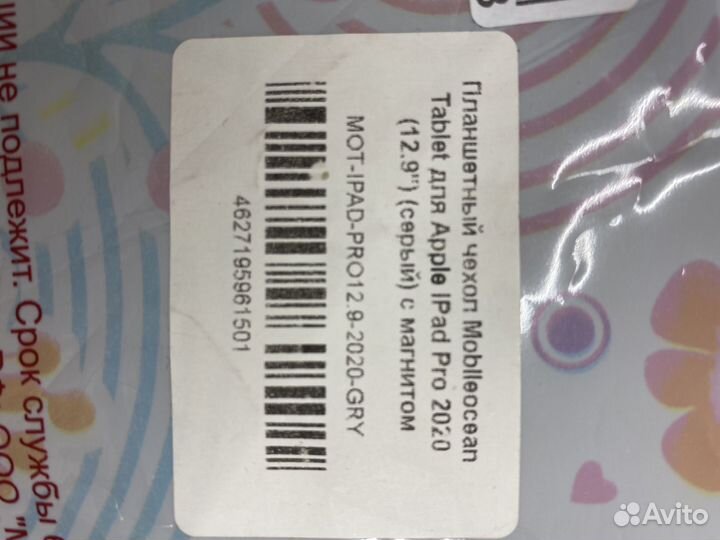 Планшетный чехол Mobileocean
Tablet для Apple IPad Pro 2020
(12.9") (серый) с магнитом
MOT-IPAD-PRO12.9-2020-GRY
4627195961501
не подлежит. Срок службы
ООО "М
Avito